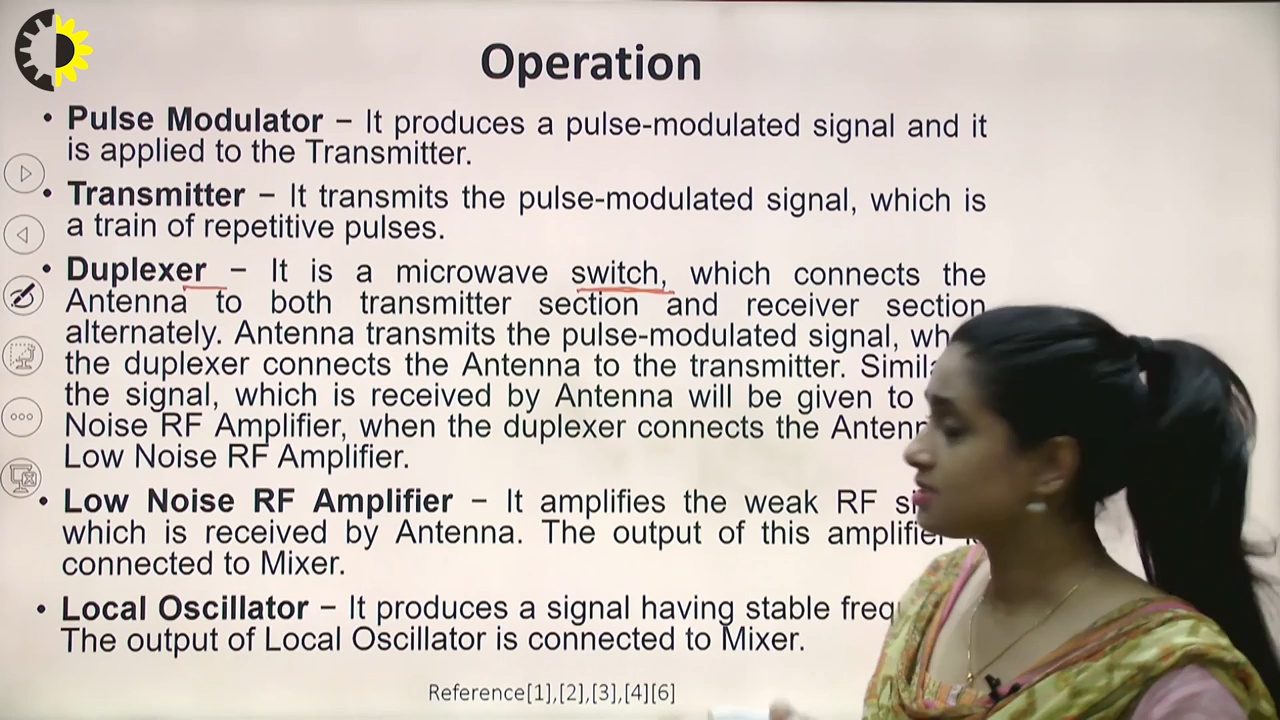 Operation
• Pulse Modulator – It produces a pulse-modulated signal and it
is applied to the Transmitter.
• Transmitter – It transmits the pulse-modulated signal, which is
a train of repetitive pulses.
• Duplexer – It is a microwave switch, which connects the
Antenna to both transmitter section and receiver section
alternately. Antenna transmits the pulse-modulated signal,
the duplexer connects the Antenna to the transmitter.
the signal, which is received by Antenna will be given to
Noise RF Amplifier, when the duplexer connects the
Low Noise RF Amplifier.
• Low Noise RF Amplifier – It amplifies the weak RF
which is received by Antenna. The output of this amplifier
connected to Mixer.
• Local Oscillator – It produces a signal having stable
The output of Local Oscillator is connected to Mixer.
Reference[1],[2],[3],[4][6]